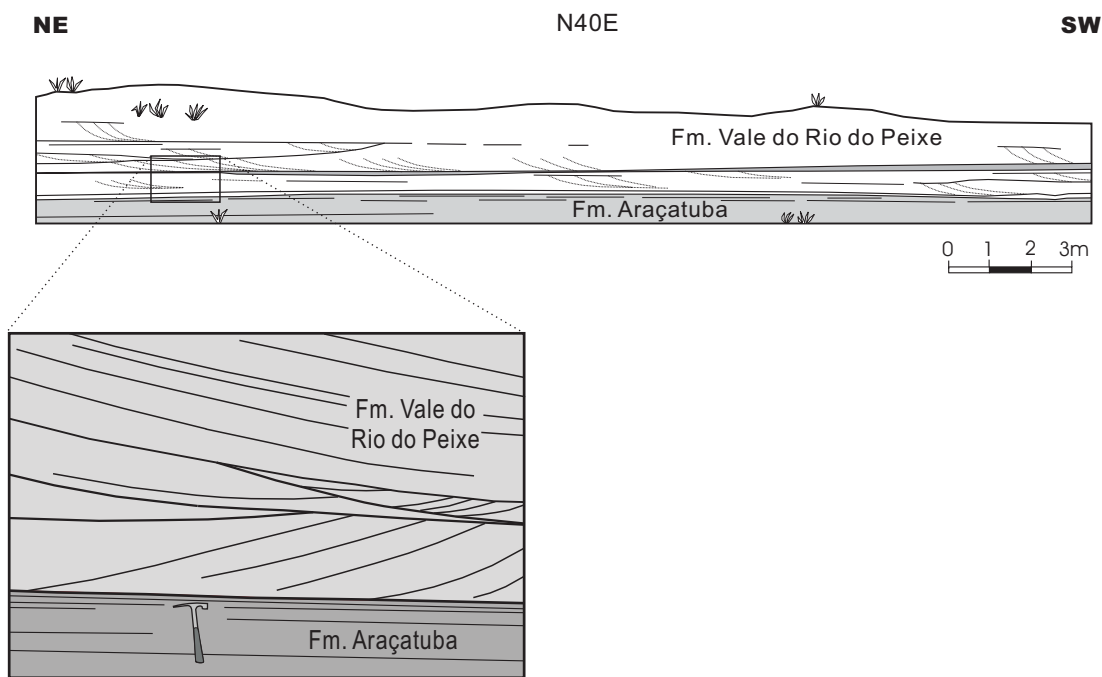 NE
N40E
SW
Fm. Vale do Rio do Peixe
Fm. Araçatuba
0 1 2 3m
Fm. Vale do
Rio do Peixe
Fm. Araçatuba